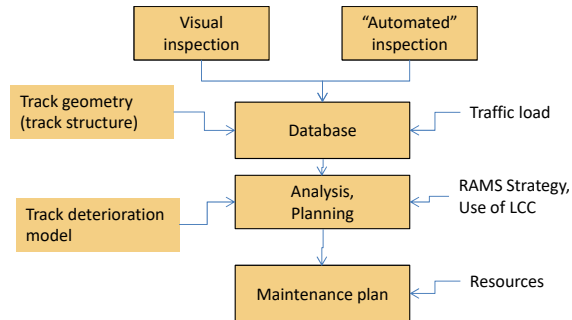 Visual
inspection
“Automated”
inspection
Track geometry
(track structure)
Database
Traffic load
Analysis,
Planning
RAMS Strategy,
Use of LCC
Track deterioration
model
Maintenance plan
Resources